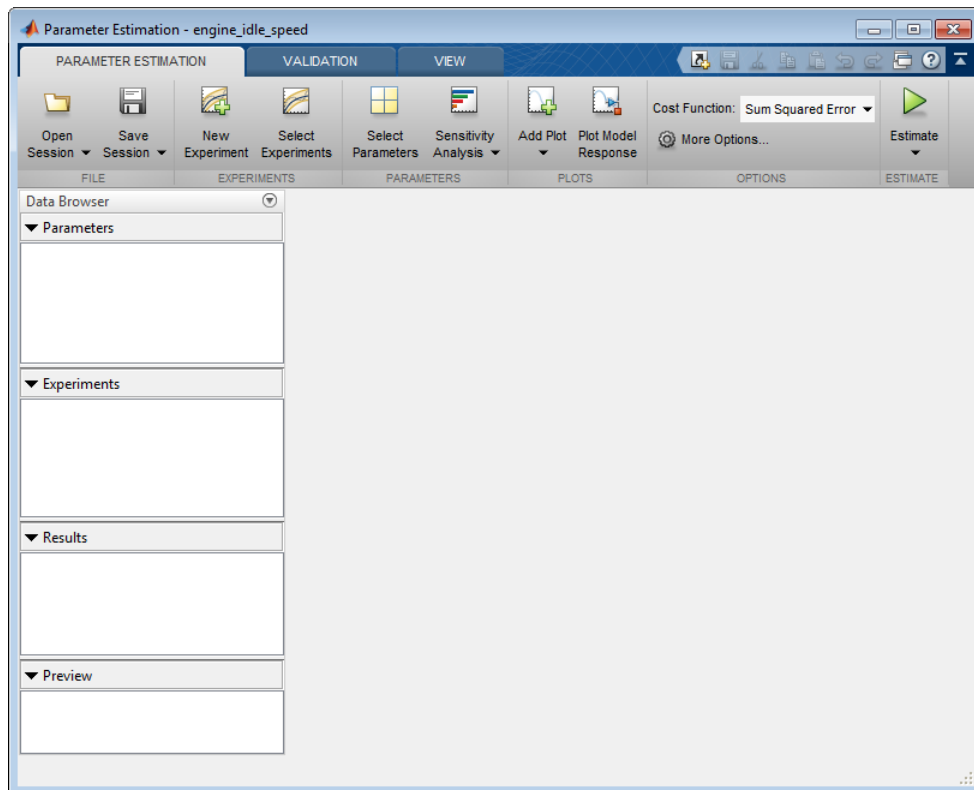 Parameter Estimation - engine_idle_speed
PARAMETER ESTIMATION VALIDATION VIEW
Open Session
Save Session
New Experiment
Select Experiments
Select Parameters
Sensitivity Analysis
Add Plot
Plot Model Response
Cost Function: Sum Squared Error
More Options...
Estimate
FILE EXPERIMENTS PARAMETERS PLOTS OPTIONS ESTIMATE
Data Browser
Parameters
Experiments
Results
Preview